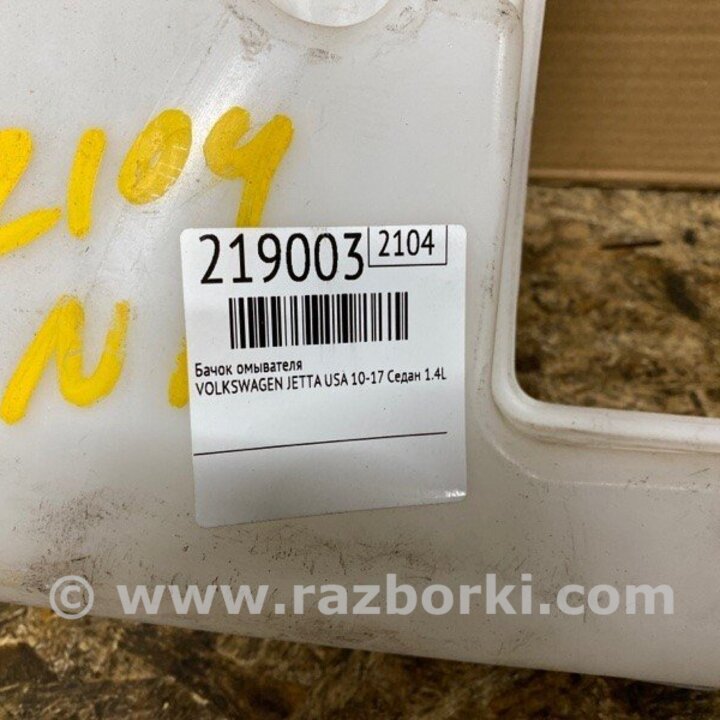 2104
219003 2104
Бачок омывателя
VOLKSWAGEN JETTA USA 10-17 Седан 1.4L
© www.razborki.com